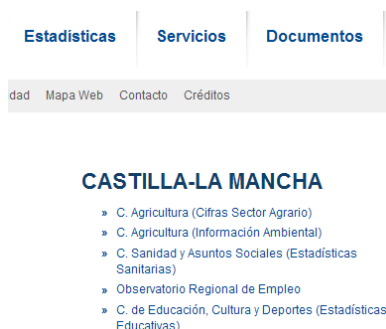 Estadísticas Servicios Documentos
dad Mapa Web Contacto Créditos
CASTILLA-LA MANCHA
» C. Agricultura (Cifras Sector Agrario)
» C. Agricultura (Información Ambiental)
» C. Sanidad y Asuntos Sociales (Estadísticas
Sanitarias)
» Observatorio Regional de Empleo
» C. de Educación, Cultura y Deportes (Estadísticas
Educativas)